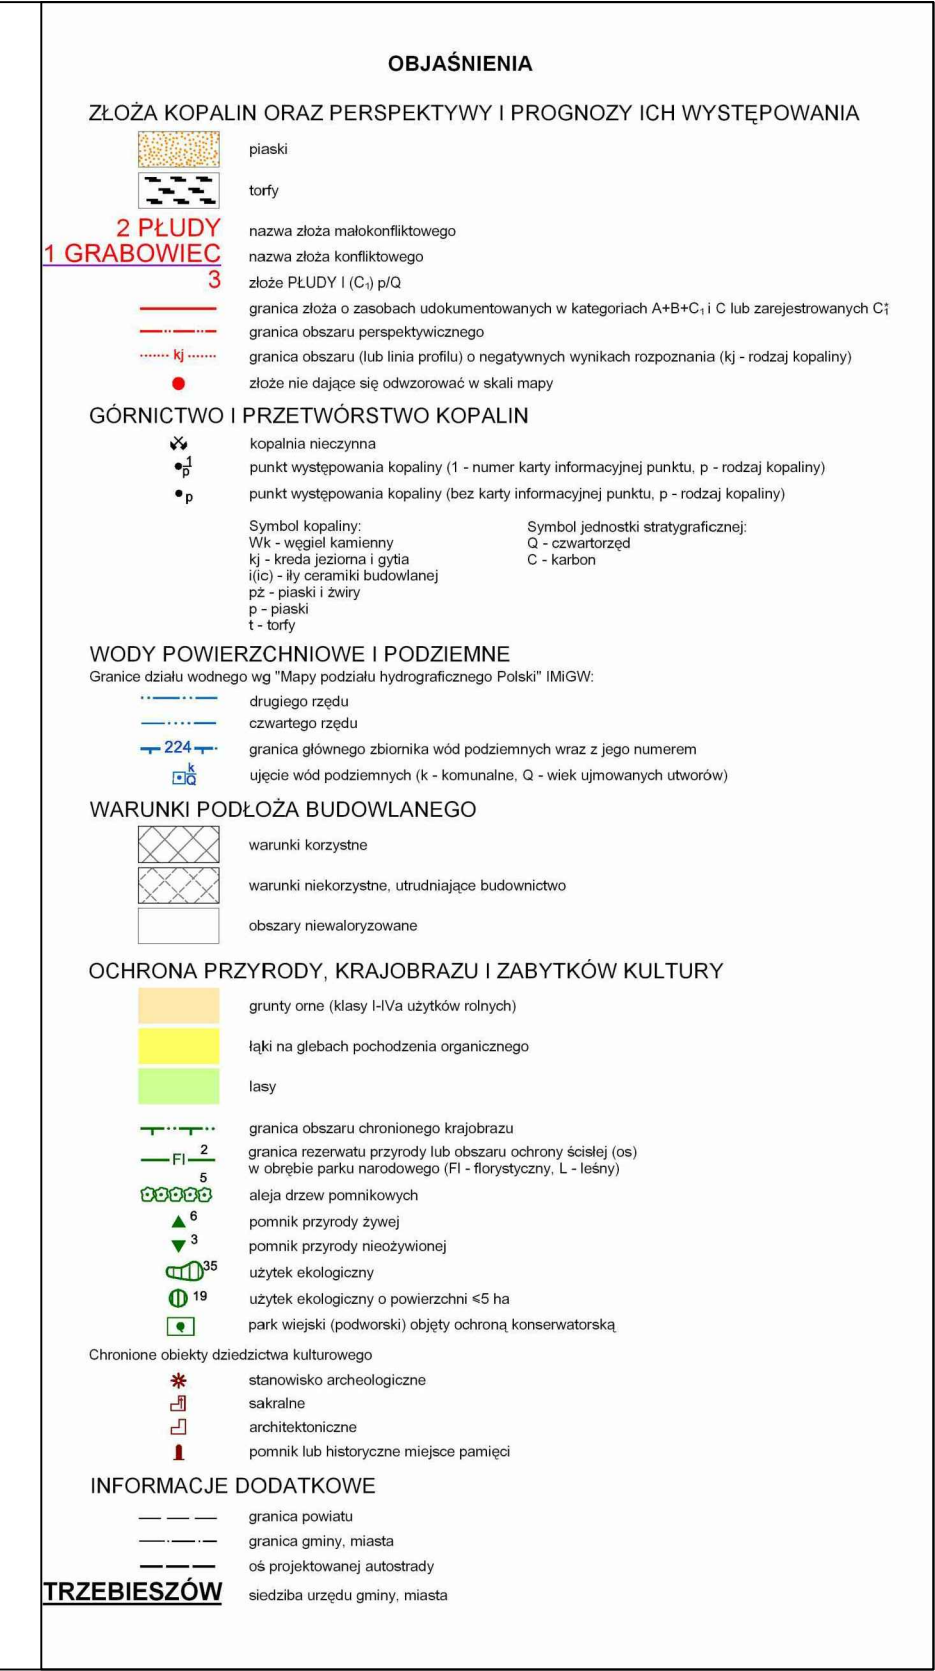 OBJAŚNIENIA
ZŁOŻA KOPALIN ORAZ PERSPEKTYWY I PROGNOZY ICH WYSTĘPOWANIA
piaski
torfy
2 PŁUDY nazwa złoża małokonfliktowego
1 GRABOWIEC nazwa złoża konfliktowego
3 złoże PŁUDY I (C₁) p/Q
granica złoża o zasobach udokumentowanych w kategoriach A+B+C₁ i C lub zarejestrowanych C₁*
granica obszaru perspektywicznego
kj granica obszaru (lub linia profilu) o negatywnych wynikach rozpoznania (kj - rodzaj kopaliny)
złoże nie dające się odwzorować w skali mapy
GÓRNICTWO I PRZETWÓRSTWO KOPALIN
kopalnia nieczynna
1/p punkt występowania kopaliny (1 - numer karty informacyjnej punktu, p - rodzaj kopaliny)
p punkt występowania kopaliny (bez karty informacyjnej punktu, p - rodzaj kopaliny)
Symbol kopaliny:
Wk - węgiel kamienny
kj - kreda jeziorna i gytia
i(ic) - iły ceramiki budowlanej
pż - piaski i żwiry
p - piaski
t - torfy
Symbol jednostki stratygraficznej:
Q - czwartorzęd
C - karbon
WODY POWIERZCHNIOWE I PODZIEMNE
Granice działu wodnego wg "Mapy podziału hydrograficznego Polski" IMiGW:
drugiego rzędu
czwartego rzędu
224 granica głównego zbiornika wód podziemnych wraz z jego numerem
k/Q ujęcie wód podziemnych (k - komunalne, Q - wiek ujmowanych utworów)
WARUNKI PODŁOŻA BUDOWLANEGO
warunki korzystne
warunki niekorzystne, utrudniające budownictwo
obszary niewaloryzowane
OCHRONA PRZYRODY, KRAJOBRAZU I ZABYTKÓW KULTURY
grunty orne (klasy I-IVa użytków rolnych)
łąki na glebach pochodzenia organicznego
lasy
granica obszaru chronionego krajobrazu
Fl 2 granica rezerwatu przyrody lub obszaru ochrony ścisłej (os)
w obrębie parku narodowego (Fl - florystyczny, L - leśny)
5 aleja drzew pomnikowych
6 pomnik przyrody żywej
3 pomnik przyrody nieożywionej
35 użytek ekologiczny
19 użytek ekologiczny o powierzchni ≤5 ha
park wiejski (podworski) objęty ochroną konserwatorską
Chronione obiekty dziedzictwa kulturowego
stanowisko archeologiczne
sakralne
architektoniczne
pomnik lub historyczne miejsce pamięci
INFORMACJE DODATKOWE
granica powiatu
granica gminy, miasta
oś projektowanej autostrady
TRZEBIESZÓW siedziba urzędu gminy, miasta